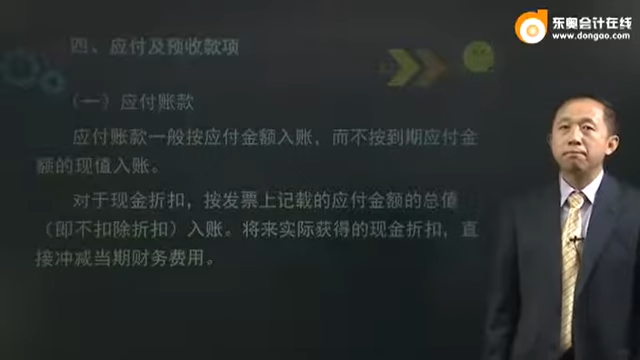 东奥会计在线
www.dongao.com
四、应付及预收款项
（一）应付账款
应付账款一般按应付金额入账，而不按到期应付金
额的现值入账。
对于现金折扣，按发票上记载的应付金额的总值
（即不扣除折扣）入账。将来实际获得的现金折扣，直
接冲减当期财务费用。